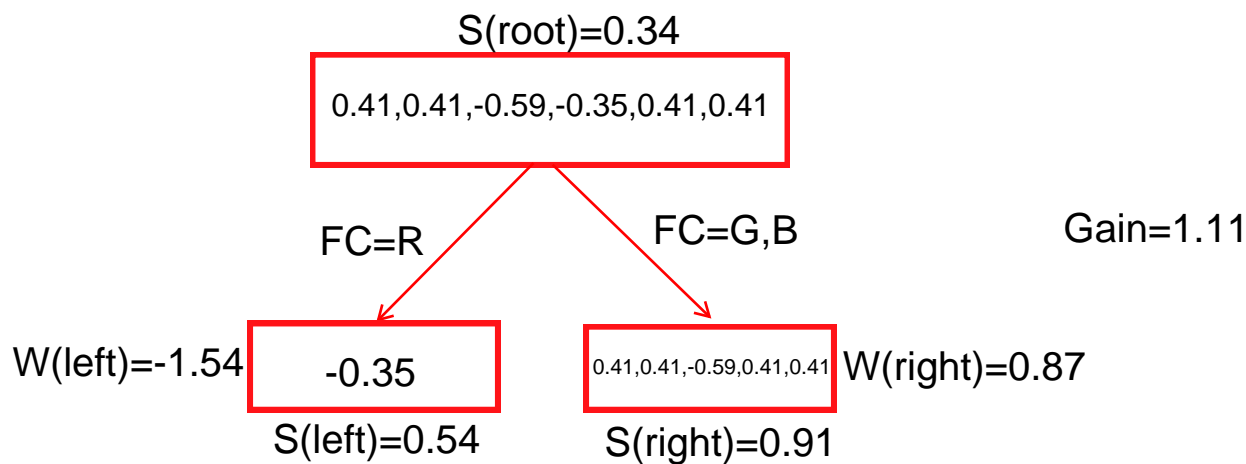 S(root)=0.34
0.41,0.41,-0.59,-0.35,0.41,0.41
FC=R
FC=G,B
Gain=1.11
W(left)=-1.54
-0.35
0.41,0.41,-0.59,0.41,0.41
W(right)=0.87
S(left)=0.54
S(right)=0.91